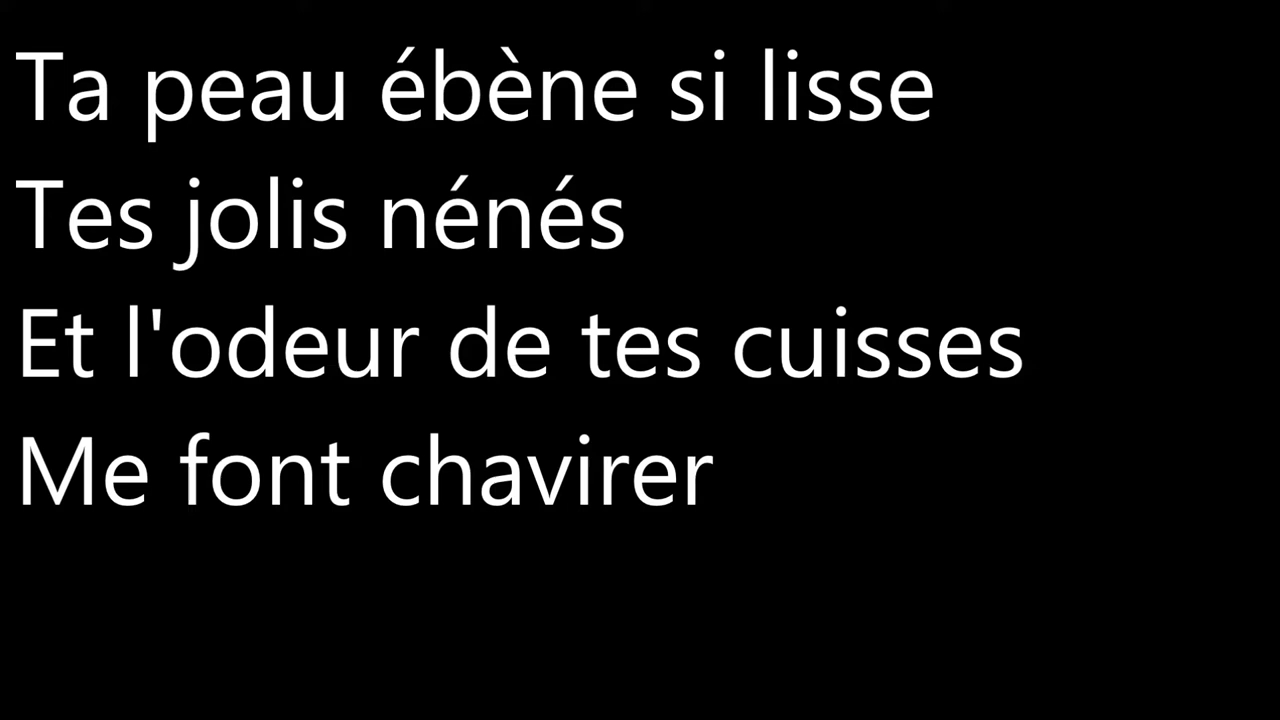 Ta peau ébène si lisse
Tes jolis nénés
Et l'odeur de tes cuisses
Me font chavirer